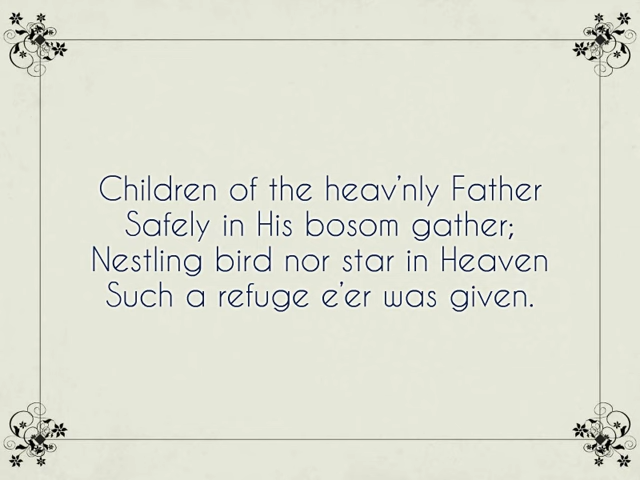 Children of the heav'nly Father
Safely in His bosom gather;
Nestling bird nor star in Heaven
Such a refuge e'er was given.